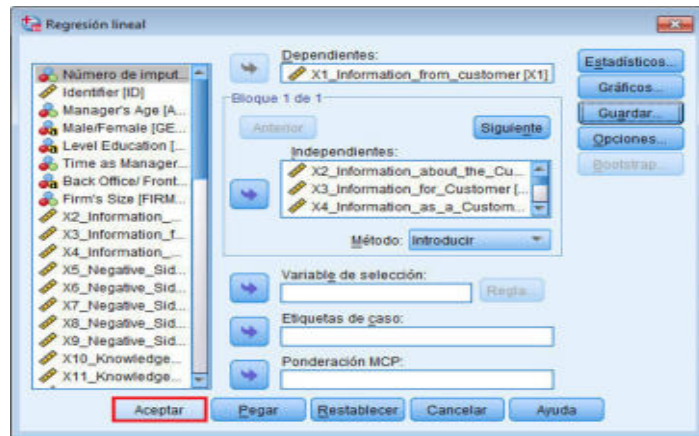 Regresión lineal
Número de imput...
Identifier [ID]
Manager's Age [A...
Male/Female [GE...
Level Education [...
Time as Manager...
Back Office/ Front...
Firm's Size [FIRM...
X2_Information_...
X3_Information_f...
X4_Information_...
X5_Negative_Sid...
X6_Negative_Sid...
X7_Negative_Sid...
X8_Negative_Sid...
X9_Negative_Sid...
X10_Knowledge...
X11_Knowledge...
Dependientes:
X1_Information_from_customer [X1]
Bloque 1 de 1
Anterior
Siguiente
Independientes:
X2_Information_about_the_Cu...
X3_Information_for_Customer [...
X4_Information_as_a_Custom...
Método: Introducir
Variable de selección:
Regla...
Etiquetas de caso:
Ponderación MCP:
Estadísticos...
Gráficos...
Guardar...
Opciones...
Bootstrap...
Aceptar
Pegar
Restablecer
Cancelar
Ayuda